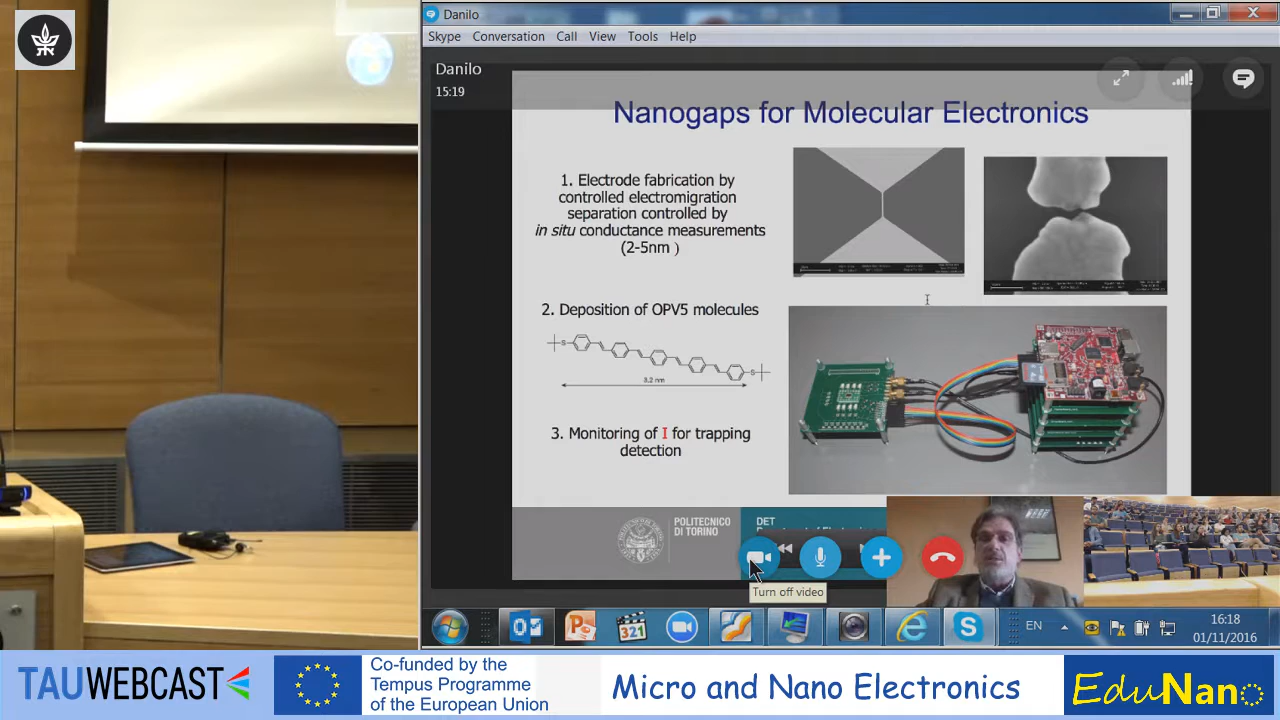 Danilo
Skype Conversation Call View Tools Help
Danilo
15:19
Nanogaps for Molecular Electronics
1. Electrode fabrication by
controlled electromigration
separation controlled by
in situ conductance measurements
(2-5nm )
2. Deposition of OPV5 molecules
S
S
3,2 nm
3. Monitoring of I for trapping
detection
POLITECNICO
DI TORINO
DET
Turn off video
321
EN
16:18
01/11/2016
TAUWEBCAST
Co-funded by the
Tempus Programme
of the European Union
Micro and Nano Electronics
EduNano